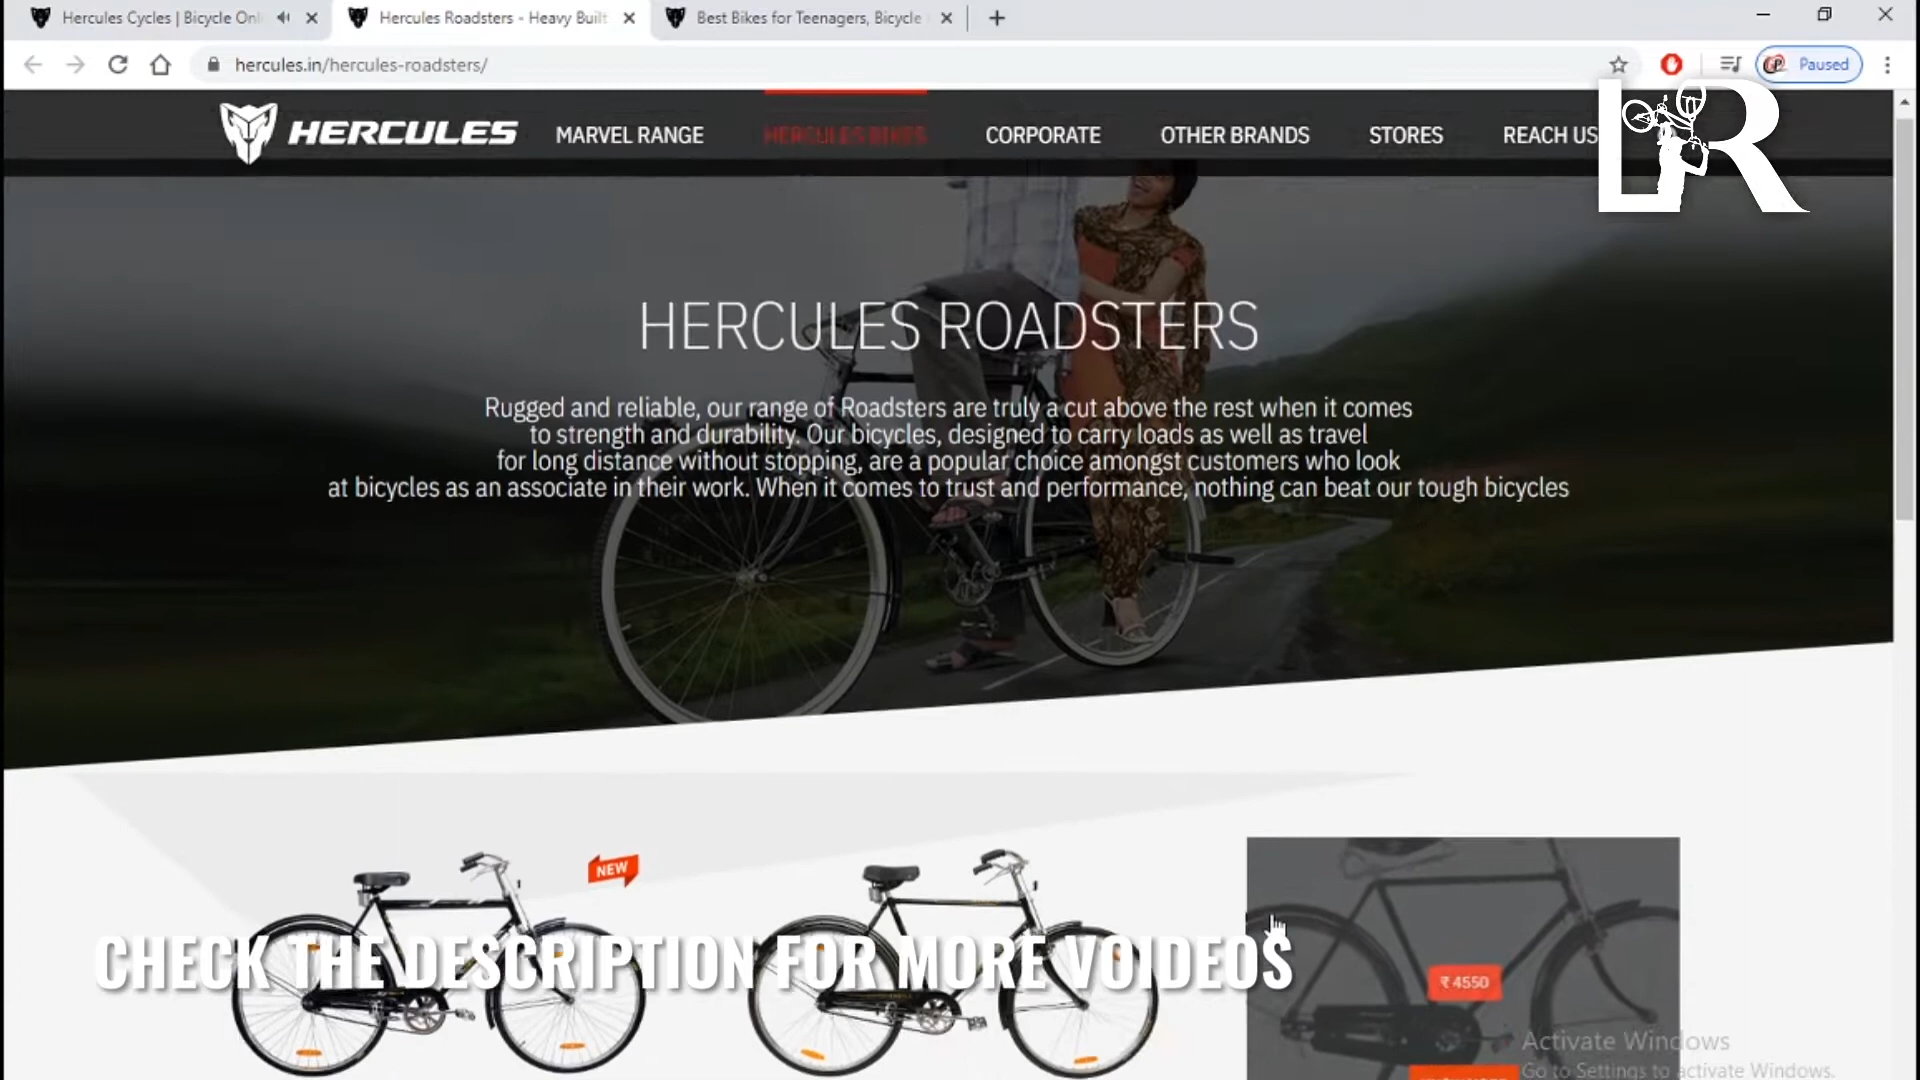 Hercules Cycles | Bicycle Onl
Hercules Roadsters - Heavy Built
Best Bikes for Teenagers, Bicycle
hercules.in/hercules-roadsters/
Paused
HERCULES
MARVEL RANGE
HERCULES BIKES
CORPORATE
OTHER BRANDS
STORES
REACH US
LR
HERCULES ROADSTERS
Rugged and reliable, our range of Roadsters are truly a cut above the rest when it comes
to strength and durability. Our bicycles, designed to carry loads as well as travel
for long distance without stopping, are a popular choice amongst customers who look
at bicycles as an associate in their work. When it comes to trust and performance, nothing can beat our tough bicycles
NEW
CHECK THE DESCRIPTION FOR MORE VOIDEOS
₹ 4550
Activate Windows
Go to Settings to activate Windows.